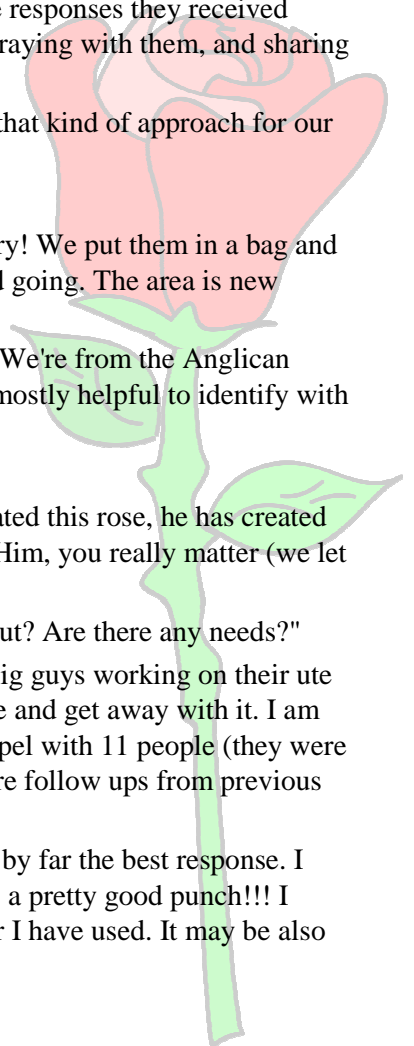 responses they received
raying with them, and sharing
that kind of approach for our
ry! We put them in a bag and
going. The area is new
We're from the Anglican
mostly helpful to identify with
ated this rose, he has created
Him, you really matter (we let
out? Are there any needs?"
ig guys working on their ute
e and get away with it. I am
pel with 11 people (they were
re follow ups from previous
by far the best response. I
a pretty good punch!!! I
r I have used. It may be also